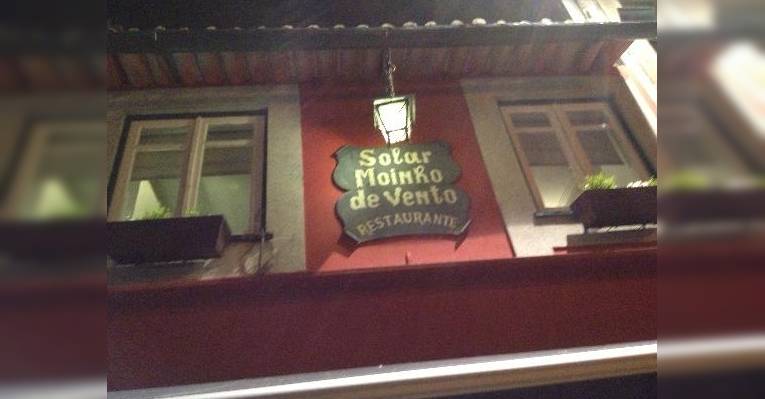 Solar
Moinho
de Vento
RESTAURANTE